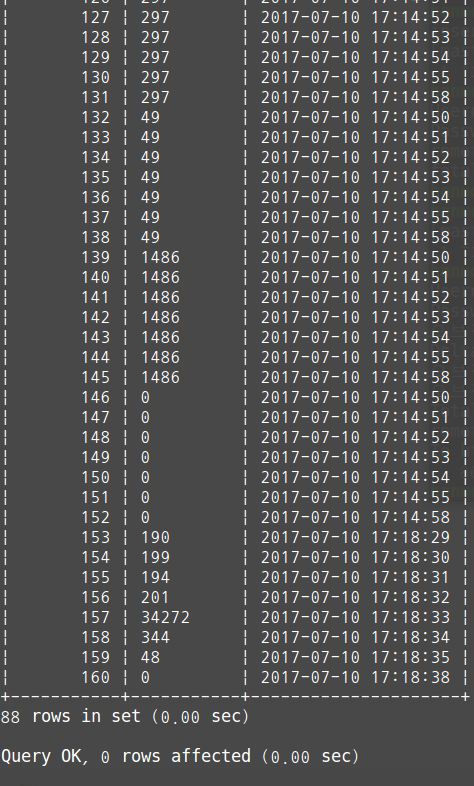 ¦ 127 ¦ 297 ¦ 2017-07-10 17:14:52 ¦
¦ 128 ¦ 297 ¦ 2017-07-10 17:14:53 ¦
¦ 129 ¦ 297 ¦ 2017-07-10 17:14:54 ¦
¦ 130 ¦ 297 ¦ 2017-07-10 17:14:55 ¦
¦ 131 ¦ 297 ¦ 2017-07-10 17:14:58 ¦
¦ 132 ¦ 49 ¦ 2017-07-10 17:14:50 ¦
¦ 133 ¦ 49 ¦ 2017-07-10 17:14:51 ¦
¦ 134 ¦ 49 ¦ 2017-07-10 17:14:52 ¦
¦ 135 ¦ 49 ¦ 2017-07-10 17:14:53 ¦
¦ 136 ¦ 49 ¦ 2017-07-10 17:14:54 ¦
¦ 137 ¦ 49 ¦ 2017-07-10 17:14:55 ¦
¦ 138 ¦ 49 ¦ 2017-07-10 17:14:58 ¦
¦ 139 ¦ 1486 ¦ 2017-07-10 17:14:50 ¦
¦ 140 ¦ 1486 ¦ 2017-07-10 17:14:51 ¦
¦ 141 ¦ 1486 ¦ 2017-07-10 17:14:52 ¦
¦ 142 ¦ 1486 ¦ 2017-07-10 17:14:53 ¦
¦ 143 ¦ 1486 ¦ 2017-07-10 17:14:54 ¦
¦ 144 ¦ 1486 ¦ 2017-07-10 17:14:55 ¦
¦ 145 ¦ 1486 ¦ 2017-07-10 17:14:58 ¦
¦ 146 ¦ 0 ¦ 2017-07-10 17:14:50 ¦
¦ 147 ¦ 0 ¦ 2017-07-10 17:14:51 ¦
¦ 148 ¦ 0 ¦ 2017-07-10 17:14:52 ¦
¦ 149 ¦ 0 ¦ 2017-07-10 17:14:53 ¦
¦ 150 ¦ 0 ¦ 2017-07-10 17:14:54 ¦
¦ 151 ¦ 0 ¦ 2017-07-10 17:14:55 ¦
¦ 152 ¦ 0 ¦ 2017-07-10 17:14:58 ¦
¦ 153 ¦ 190 ¦ 2017-07-10 17:18:29 ¦
¦ 154 ¦ 199 ¦ 2017-07-10 17:18:30 ¦
¦ 155 ¦ 194 ¦ 2017-07-10 17:18:31 ¦
¦ 156 ¦ 201 ¦ 2017-07-10 17:18:32 ¦
¦ 157 ¦ 34272 ¦ 2017-07-10 17:18:33 ¦
¦ 158 ¦ 344 ¦ 2017-07-10 17:18:34 ¦
¦ 159 ¦ 48 ¦ 2017-07-10 17:18:35 ¦
¦ 160 ¦ 0 ¦ 2017-07-10 17:18:38 ¦
+------------+-----------+---------------------+
88 rows in set (0.00 sec)
Query OK, 0 rows affected (0.00 sec)